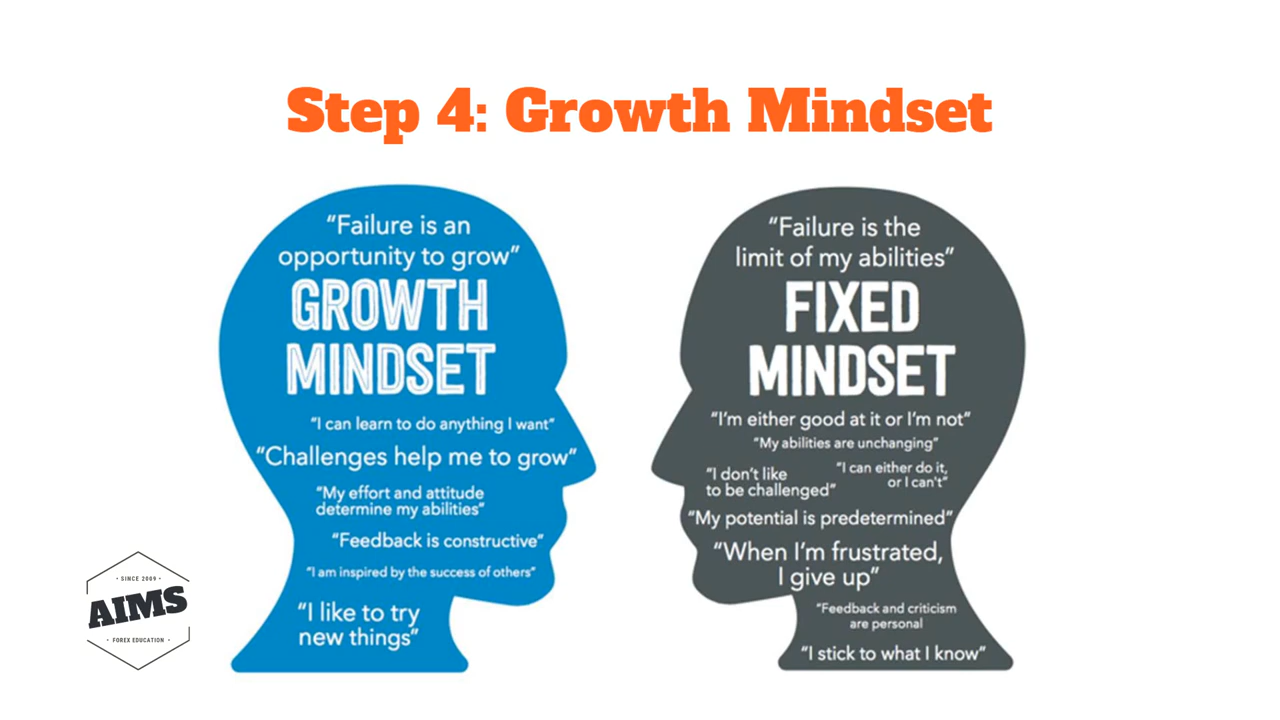 Step 4: Growth Mindset
“Failure is an
opportunity to grow”
GROWTH
MINDSET
“I can learn to do anything I want”
“Challenges help me to grow”
“My effort and attitude
determine my abilities”
“Feedback is constructive”
“I am inspired by the success of others”
“I like to try
new things”
“Failure is the
limit of my abilities”
FIXED
MINDSET
“I’m either good at it or I’m not”
“My abilities are unchanging”
“I don’t like
to be challenged”
“I can either do it,
or I can’t”
“My potential is predetermined”
“When I’m frustrated,
I give up”
“Feedback and criticism
are personal
“I stick to what I know”
• SINCE 2009 •
AIMS
• FOREX EDUCATION •